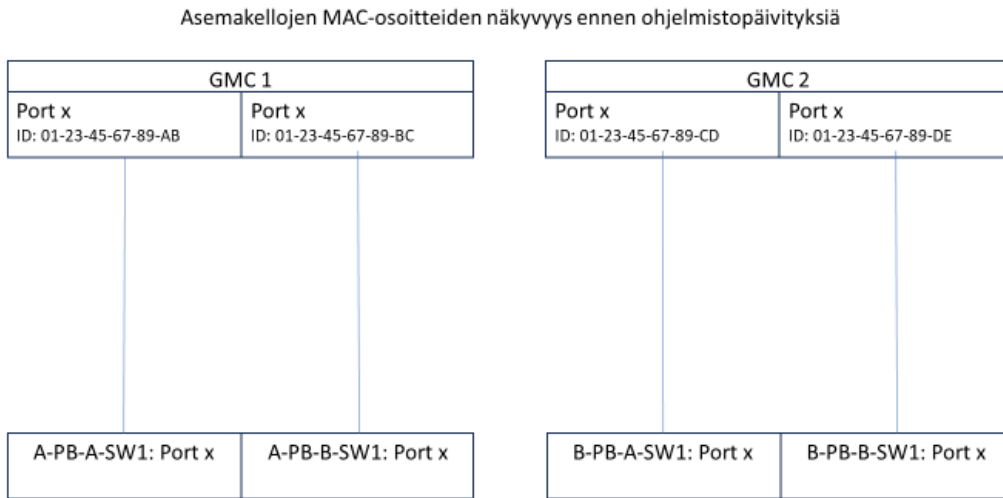 Asemakellojen MAC-osoitteiden näkyvyys ennen ohjelmistopäivityksiä
GMC 1
Port x
ID: 01-23-45-67-89-AB
Port x
ID: 01-23-45-67-89-BC
GMC 2
Port x
ID: 01-23-45-67-89-CD
Port x
ID: 01-23-45-67-89-DE
A-PB-A-SW1: Port x
A-PB-B-SW1: Port x
B-PB-A-SW1: Port x
B-PB-B-SW1: Port x